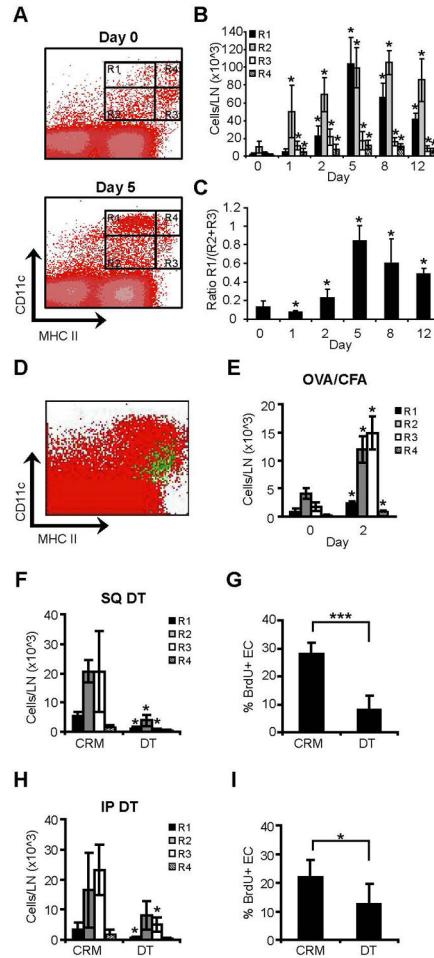 A
Day 0
R1
R4
R2
R3
Day 5
R1
R4
R2
R3
CD11c
MHC II
B
Cells/LN (x10^3)
140
120
100
80
60
40
20
0
R1
R2
R3
R4
0 1 2 5 8 12
Day
C
Ratio R1/(R2+R3)
1.2
1
0.8
0.6
0.4
0.2
0
0 1 2 5 8 12
Day
D
CD11c
MHC II
E
OVA/CFA
Cells/LN (x10^3)
20
15
10
5
0
R1
R2
R3
R4
0 2
Day
F
SQ DT
Cells/LN (x10^3)
40
30
20
10
0
R1
R2
R3
R4
CRM DT
G
% BrdU+ EC
40
30
20
10
0
***
CRM DT
H
IP DT
Cells/LN (x10^3)
40
30
20
10
0
R1
R2
R3
R4
CRM DT
I
% BrdU+ EC
40
30
20
10
0
*
CRM DT